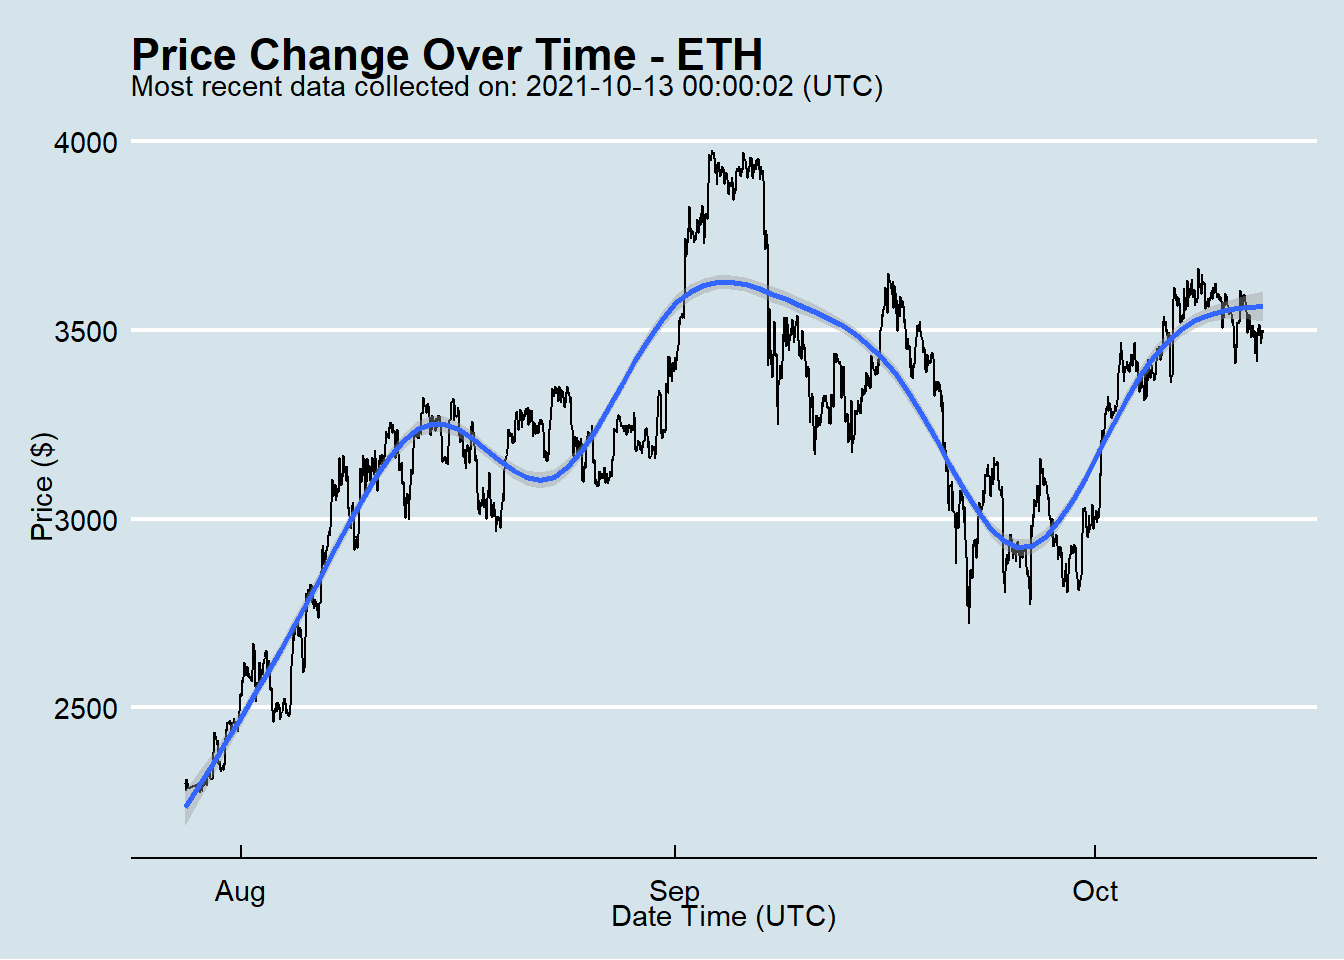 Price Change Over Time - ETH
Most recent data collected on: 2021-10-13 00:00:02 (UTC)
4000
3500
3000
2500
Price ($)
Aug
Sep
Oct
Date Time (UTC)